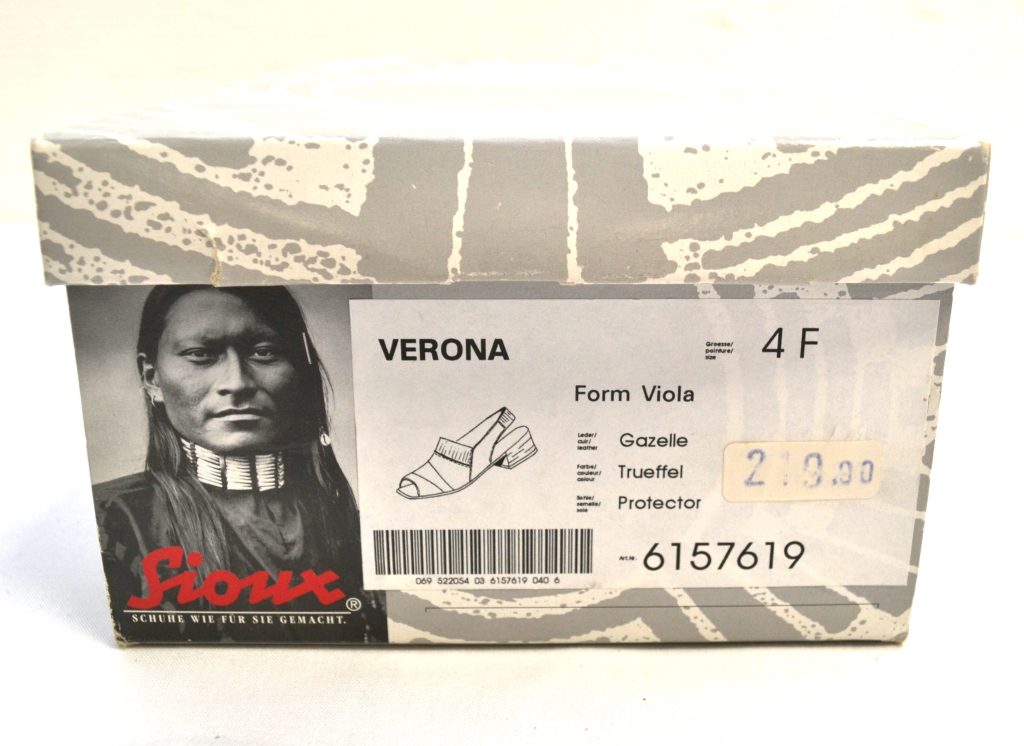 VERONA
Groesse/
pointure/
size
4 F
Form Viola
Leder/
cuir/
leather
Gazelle
Farbe/
couleur/
colour
Trueffel
Sohle/
semelle/
sole
Protector
219.00
Art.Nr. 6157619
069 522054 03 6157619 040 6
Sioux®
SCHUHE WIE FÜR SIE GEMACHT.